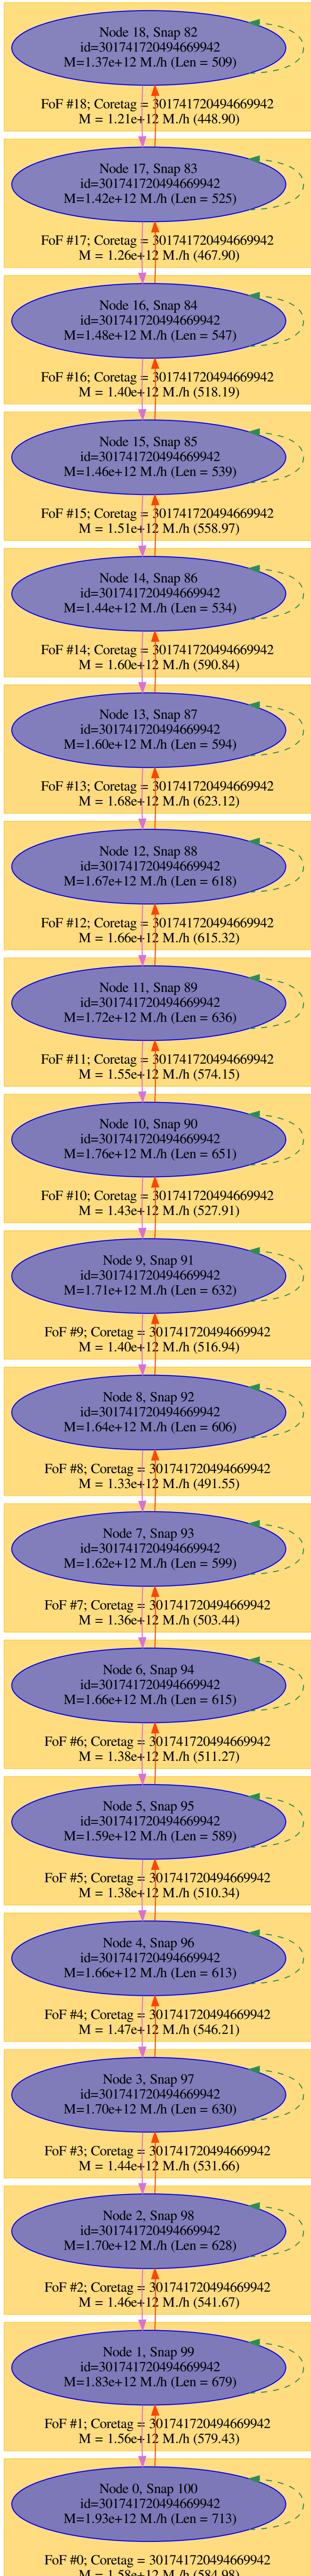 Node 18, Snap 82
id=301741720494669942
M=1.37e+12 M./h (Len = 509)
FoF #18; Coretag = 301741720494669942
M = 1.21e+12 M./h (448.90)
Node 17, Snap 83
id=301741720494669942
M=1.42e+12 M./h (Len = 525)
FoF #17; Coretag = 301741720494669942
M = 1.26e+12 M./h (467.90)
Node 16, Snap 84
id=301741720494669942
M=1.48e+12 M./h (Len = 547)
FoF #16; Coretag = 301741720494669942
M = 1.40e+12 M./h (518.19)
Node 15, Snap 85
id=301741720494669942
M=1.46e+12 M./h (Len = 539)
FoF #15; Coretag = 301741720494669942
M = 1.51e+12 M./h (558.97)
Node 14, Snap 86
id=301741720494669942
M=1.44e+12 M./h (Len = 534)
FoF #14; Coretag = 301741720494669942
M = 1.60e+12 M./h (590.84)
Node 13, Snap 87
id=301741720494669942
M=1.60e+12 M./h (Len = 594)
FoF #13; Coretag = 301741720494669942
M = 1.68e+12 M./h (623.12)
Node 12, Snap 88
id=301741720494669942
M=1.67e+12 M./h (Len = 618)
FoF #12; Coretag = 301741720494669942
M = 1.66e+12 M./h (615.32)
Node 11, Snap 89
id=301741720494669942
M=1.72e+12 M./h (Len = 636)
FoF #11; Coretag = 301741720494669942
M = 1.55e+12 M./h (574.15)
Node 10, Snap 90
id=301741720494669942
M=1.76e+12 M./h (Len = 651)
FoF #10; Coretag = 301741720494669942
M = 1.43e+12 M./h (527.91)
Node 9, Snap 91
id=301741720494669942
M=1.71e+12 M./h (Len = 632)
FoF #9; Coretag = 301741720494669942
M = 1.40e+12 M./h (516.94)
Node 8, Snap 92
id=301741720494669942
M=1.64e+12 M./h (Len = 606)
FoF #8; Coretag = 301741720494669942
M = 1.33e+12 M./h (491.55)
Node 7, Snap 93
id=301741720494669942
M=1.62e+12 M./h (Len = 599)
FoF #7; Coretag = 301741720494669942
M = 1.36e+12 M./h (503.44)
Node 6, Snap 94
id=301741720494669942
M=1.66e+12 M./h (Len = 615)
FoF #6; Coretag = 301741720494669942
M = 1.38e+12 M./h (511.27)
Node 5, Snap 95
id=301741720494669942
M=1.59e+12 M./h (Len = 589)
FoF #5; Coretag = 301741720494669942
M = 1.38e+12 M./h (510.34)
Node 4, Snap 96
id=301741720494669942
M=1.66e+12 M./h (Len = 613)
FoF #4; Coretag = 301741720494669942
M = 1.47e+12 M./h (546.21)
Node 3, Snap 97
id=301741720494669942
M=1.70e+12 M./h (Len = 630)
FoF #3; Coretag = 301741720494669942
M = 1.44e+12 M./h (531.66)
Node 2, Snap 98
id=301741720494669942
M=1.70e+12 M./h (Len = 628)
FoF #2; Coretag = 301741720494669942
M = 1.46e+12 M./h (541.67)
Node 1, Snap 99
id=301741720494669942
M=1.83e+12 M./h (Len = 679)
FoF #1; Coretag = 301741720494669942
M = 1.56e+12 M./h (579.43)
Node 0, Snap 100
id=301741720494669942
M=1.93e+12 M./h (Len = 713)
FoF #0; Coretag = 301741720494669942
M = 1.58e+12 M./h (584.98)